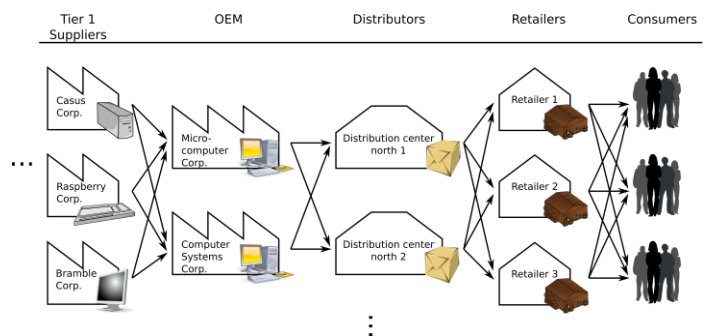 Tier 1
Suppliers
OEM
Distributors
Retailers
Consumers
Casus
Corp.
Raspberry
Corp.
Bramble
Corp.
Micro-
computer
Corp.
Computer
Systems
Corp.
Distribution center
north 1
Distribution center
north 2
Retailer 1
Retailer 2
Retailer 3
...